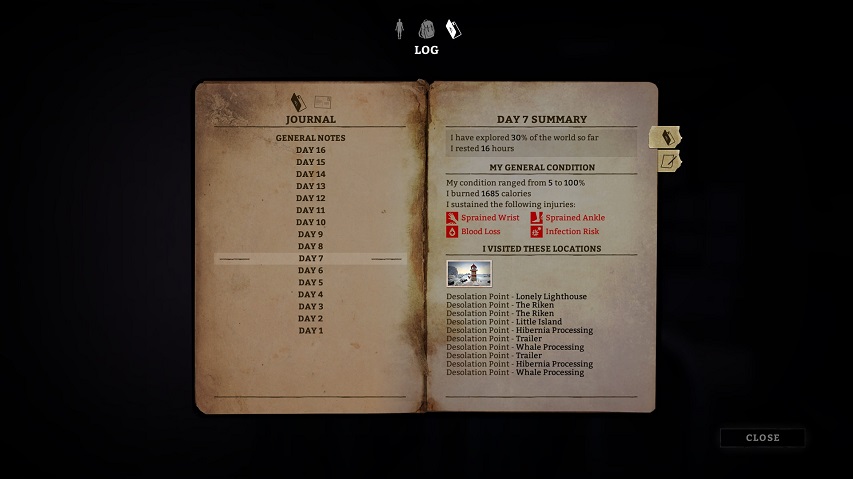 LOG
JOURNAL
GENERAL NOTES
DAY 16
DAY 15
DAY 14
DAY 13
DAY 12
DAY 11
DAY 10
DAY 9
DAY 8
DAY 7
DAY 6
DAY 5
DAY 4
DAY 3
DAY 2
DAY 1
DAY 7 SUMMARY
I have explored 30% of the world so far
I rested 16 hours
MY GENERAL CONDITION
My condition ranged from 5 to 100%
I burned 1685 calories
I sustained the following injuries:
Sprained Wrist Sprained Ankle
Blood Loss Infection Risk
I VISITED THESE LOCATIONS
Desolation Point - Lonely Lighthouse
Desolation Point - The Riken
Desolation Point - The Riken
Desolation Point - Little Island
Desolation Point - Hibernia Processing
Desolation Point - Trailer
Desolation Point - Whale Processing
Desolation Point - Trailer
Desolation Point - Hibernia Processing
Desolation Point - Whale Processing
CLOSE